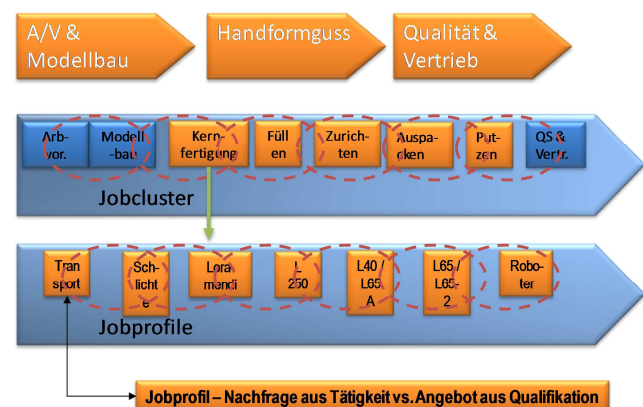 A/V &
Modellbau
Handformguss
Qualität &
Vertrieb
Arb-
vor.
Modell
-bau
Kern-
fertigung
Füll
en
Zurich-
ten
Auspa-
cken
Put-
zen
QS &
Vertr.
Jobcluster
Tran
sport
Sch-
licht
e
Lora
mendi
L
250
L40 /
L65
A
L65 /
L65-
2
Robo-
ter
Jobprofile
Jobprofil – Nachfrage aus Tätigkeit vs. Angebot aus Qualifikation